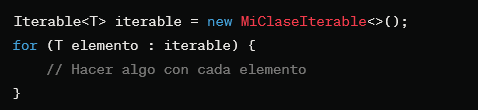 Iterable<T> iterable = new MiClaseIterable<>();
for (T elemento : iterable) {
    // Hacer algo con cada elemento
}